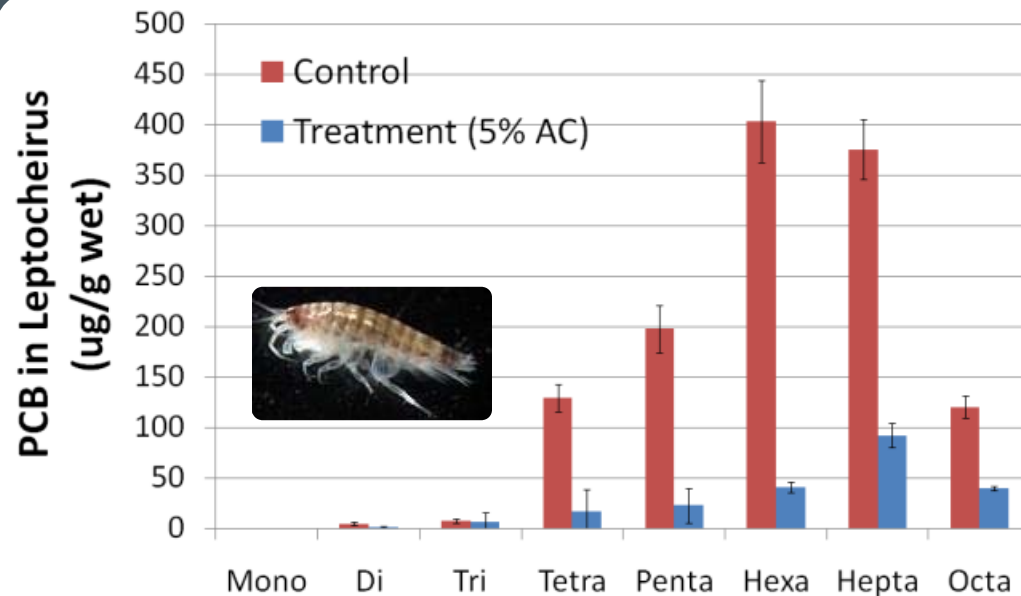 500
450
400
350
300
250
200
150
100
50
0
PCB in Leptocheirus
(ug/g wet)
Control
Treatment (5% AC)
Mono Di Tri Tetra Penta Hexa Hepta Octa